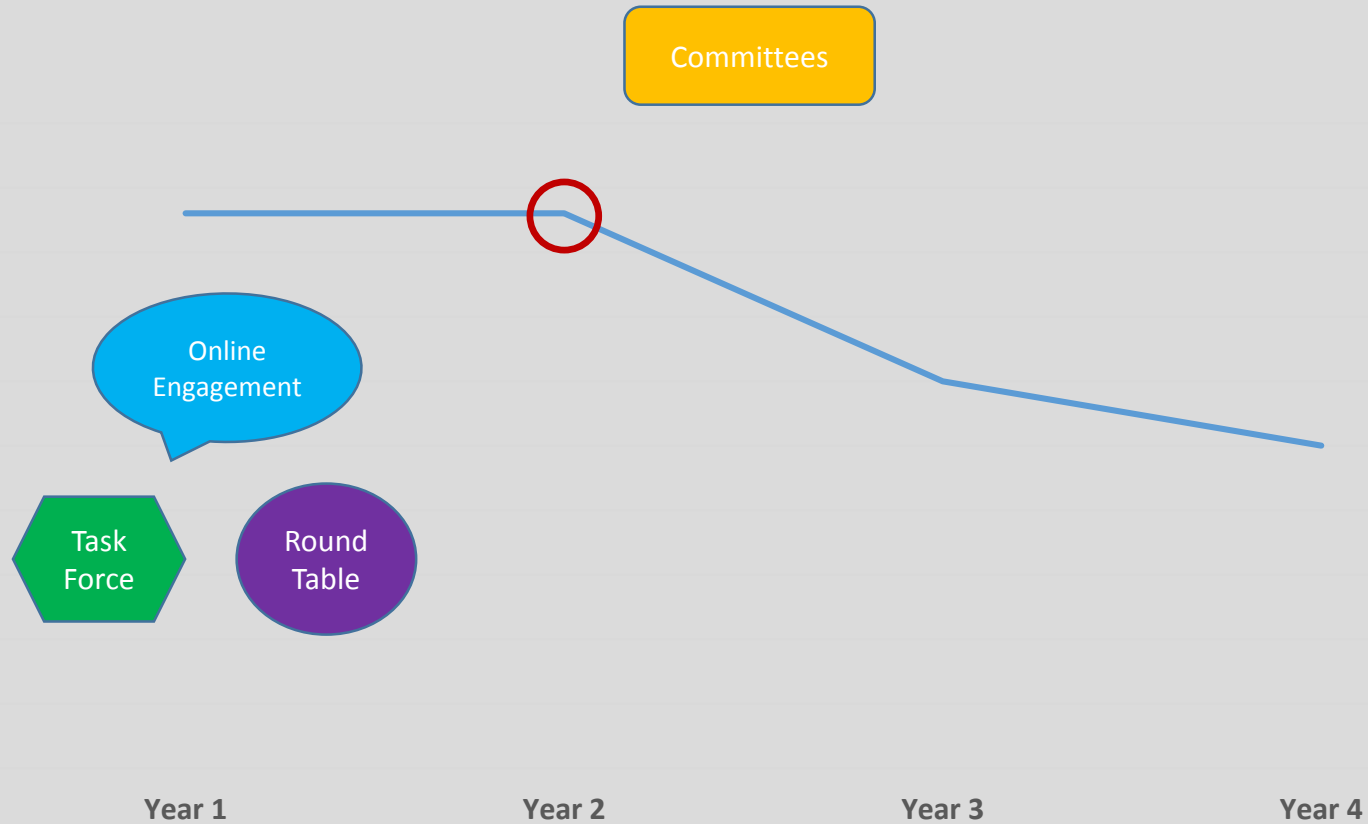 Committees
Online
Engagement
Task
Force
Round
Table
Year 1
Year 2
Year 3
Year 4